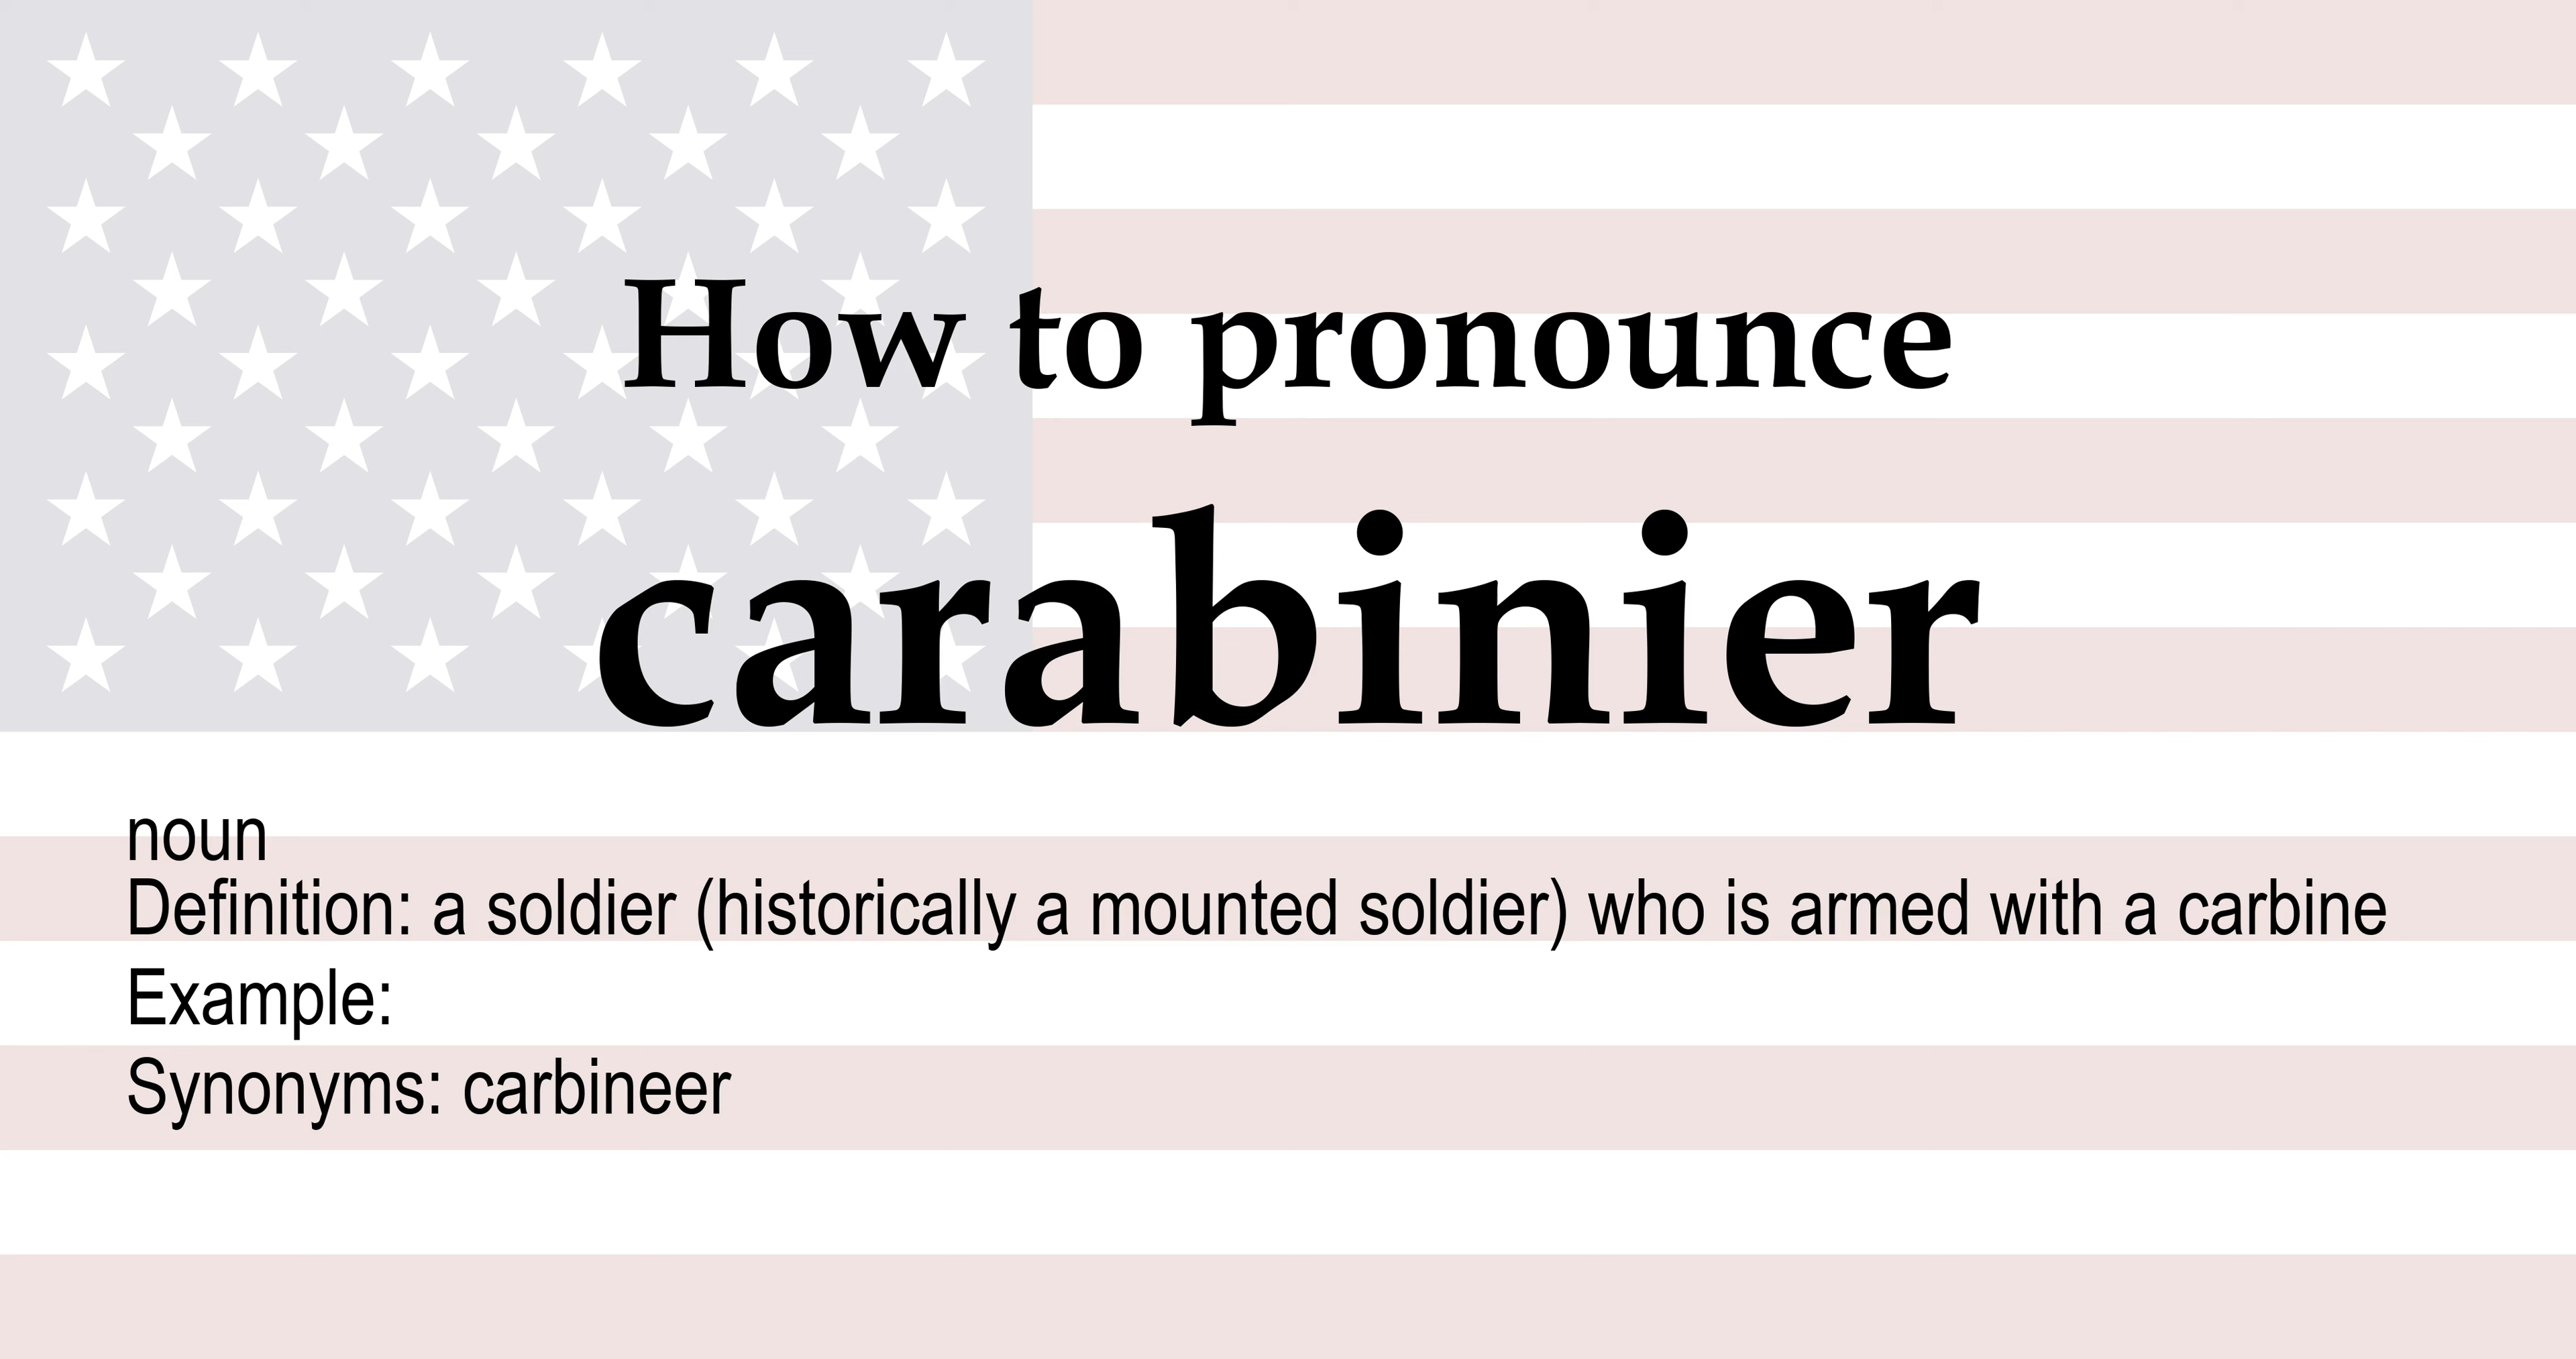 How to pronounce
carabinier
noun
Definition: a soldier (historically a mounted soldier) who is armed with a carbine
Example:
Synonyms: carbineer